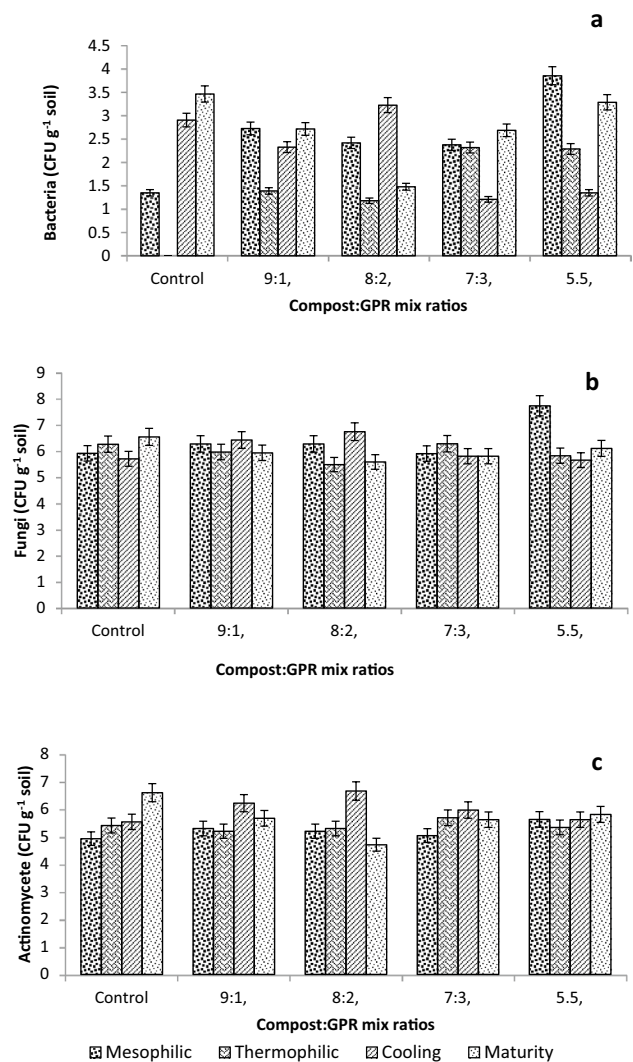 a
4.5
4
3.5
3
2.5
2
1.5
1
0.5
0
Bacteria (CFU g⁻¹ soil)
Control 9:1, 8:2, 7:3, 5.5,
Compost:GPR mix ratios
b
9
8
7
6
5
4
3
2
1
0
Fungi (CFU g⁻¹ soil)
Control 9:1, 8:2, 7:3, 5.5,
Compost:GPR mix ratios
c
8
7
6
5
4
3
2
1
0
Actinomycete (CFU g⁻¹ soil)
Control 9:1, 8:2, 7:3, 5.5,
Compost:GPR mix ratios
Mesophilic Thermophilic Cooling Maturity